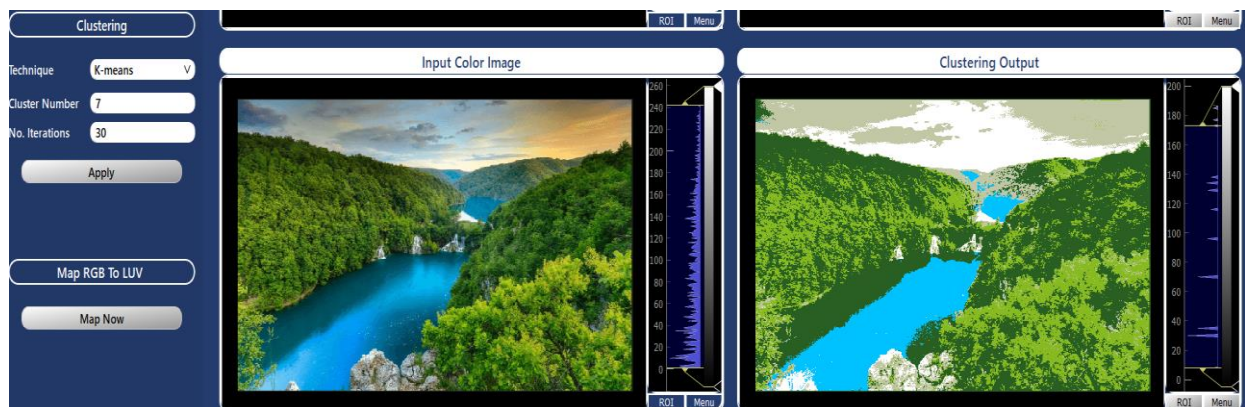 Clustering
ROI Menu
ROI Menu
Technique K-means V
Cluster Number 7
No. Iterations 30
Apply
Map RGB To LUV
Map Now
Input Color Image
260
240
220
200
180
160
140
120
100
80
60
40
20
0
ROI Menu
Clustering Output
200
180
160
140
120
100
80
60
40
20
0
ROI Menu